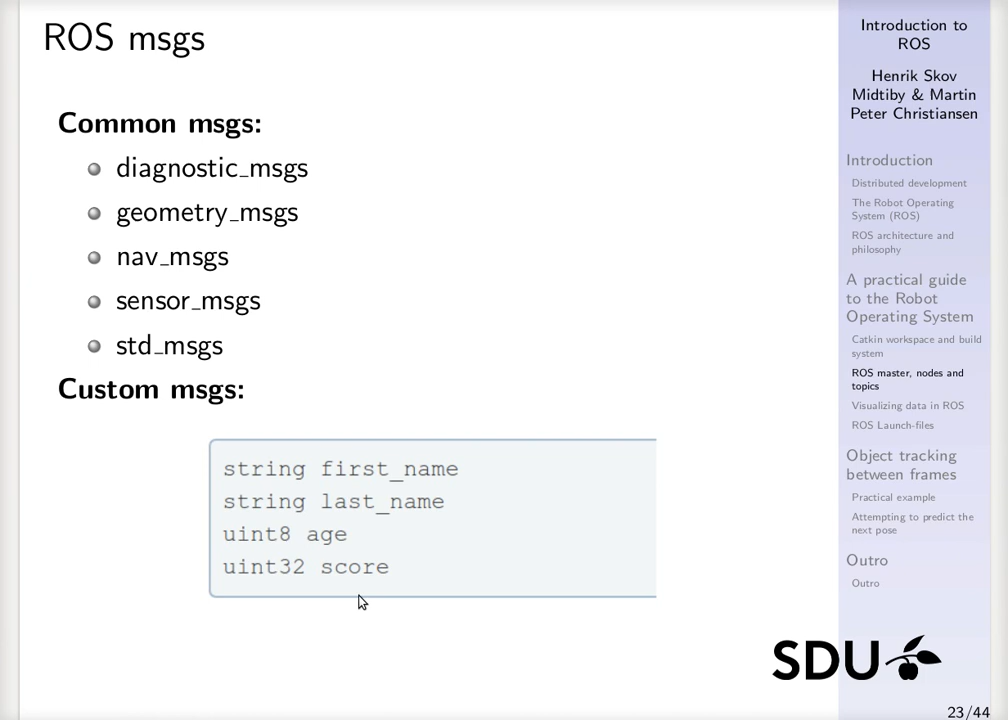 ROS msgs
Common msgs:
diagnostic_msgs
geometry_msgs
nav_msgs
sensor_msgs
std_msgs
Custom msgs:
string first_name
string last_name
uint8 age
uint32 score
Introduction to
ROS
Henrik Skov
Midtiby & Martin
Peter Christiansen
Introduction
Distributed development
The Robot Operating
System (ROS)
ROS architecture and
philosophy
A practical guide
to the Robot
Operating System
Catkin workspace and build
system
ROS master, nodes and
topics
Visualizing data in ROS
ROS Launch-files
Object tracking
between frames
Practical example
Attempting to predict the
next pose
Outro
Outro
SDU
23/44